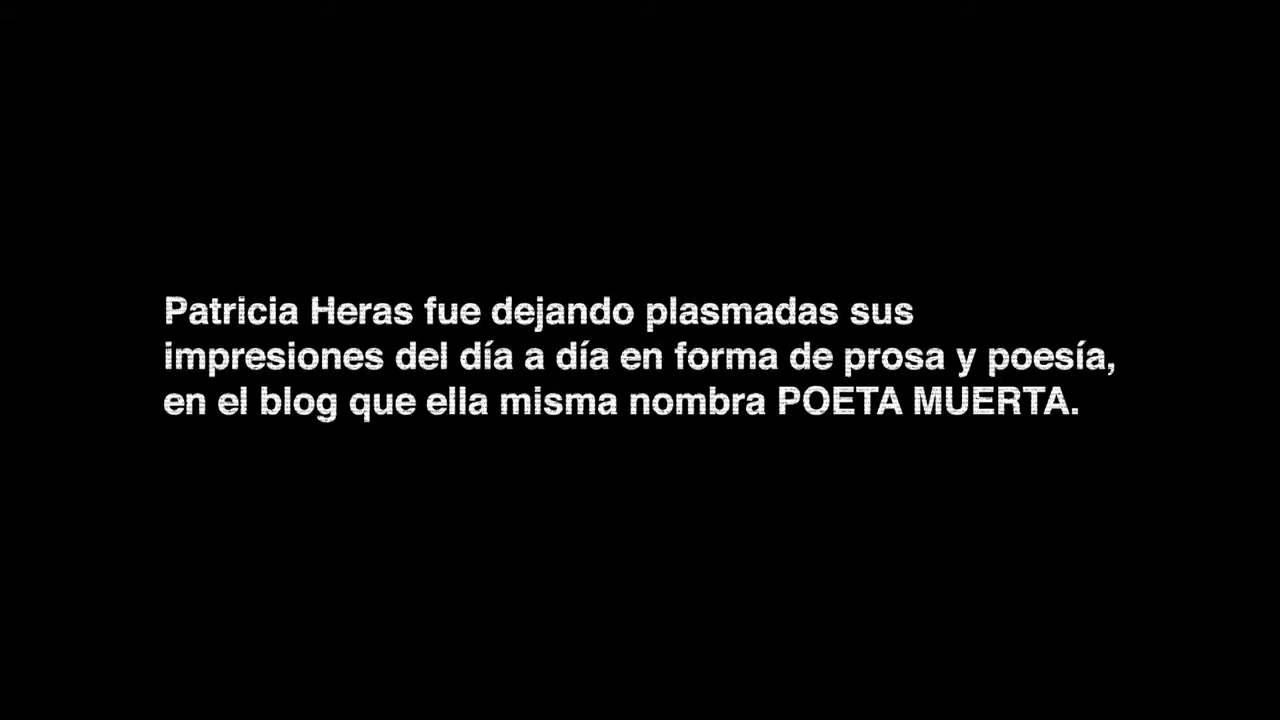 Patricia Heras fue dejando plasmadas sus
impresiones del día a día en forma de prosa y poesía,
en el blog que ella misma nombra POETA MUERTA.